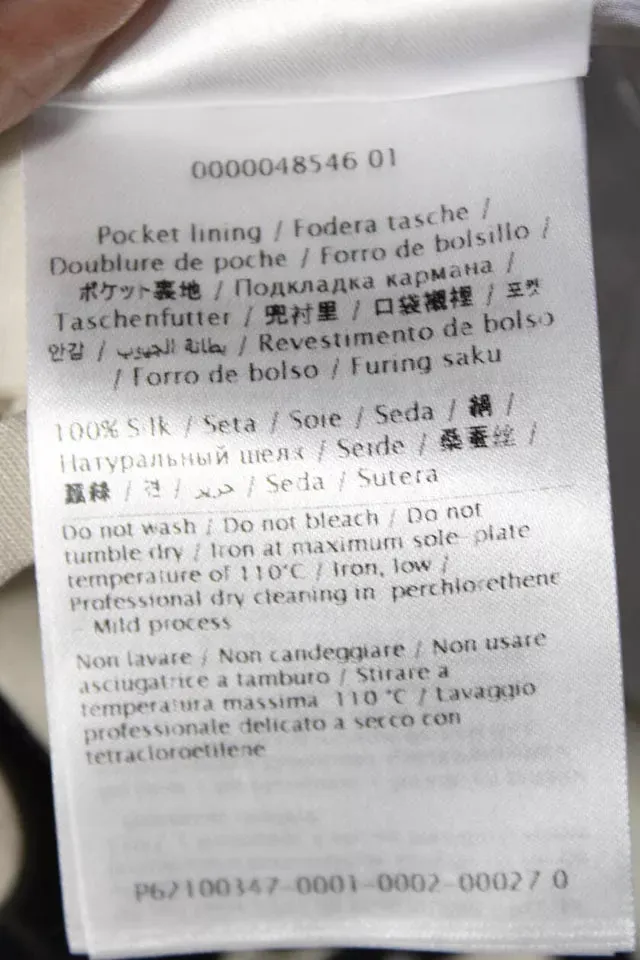 0000048546 01
Pocket lining / Fodera tasche /
Doublure de poche / Forro de bolsillo /
ポケット裏地 / Подкладка кармана /
Taschenfutter / 兜衬里 / 口袋襯裡 / 포켓
안감 / بطانة الجيوب / Revestimento de bolso
/ Forro de bolso / Furing saku
100% Silk / Seta / Soie / Seda / 絹 /
Натуральный шелк / Seide / 桑蚕丝 /
蠶絲 / 견 / حرير / Seda / Sutera
Do not wash / Do not bleach / Do not
tumble dry / Iron at maximum sole-plate
temperature of 110°C / Iron, low /
Professional dry cleaning in perchlorethene
- Mild process
Non lavare / Non candeggiare / Non usare
asciugatrice a tamburo / Stirare a
temperatura massima 110 °C / Lavaggio
professionale delicato a secco con
tetracloroetilene
P62100347-0001-0002-00027 0